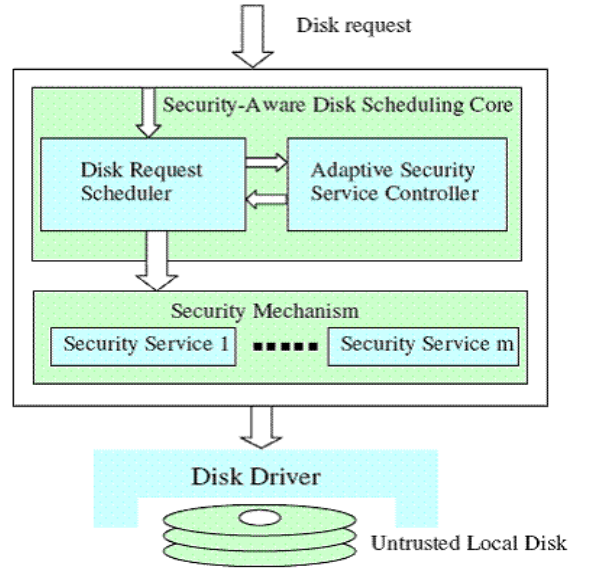 Disk request
Security-Aware Disk Scheduling Core
Disk Request
Scheduler
Adaptive Security
Service Controller
Security Mechanism
Security Service 1
Security Service m
Disk Driver
Untrusted Local Disk